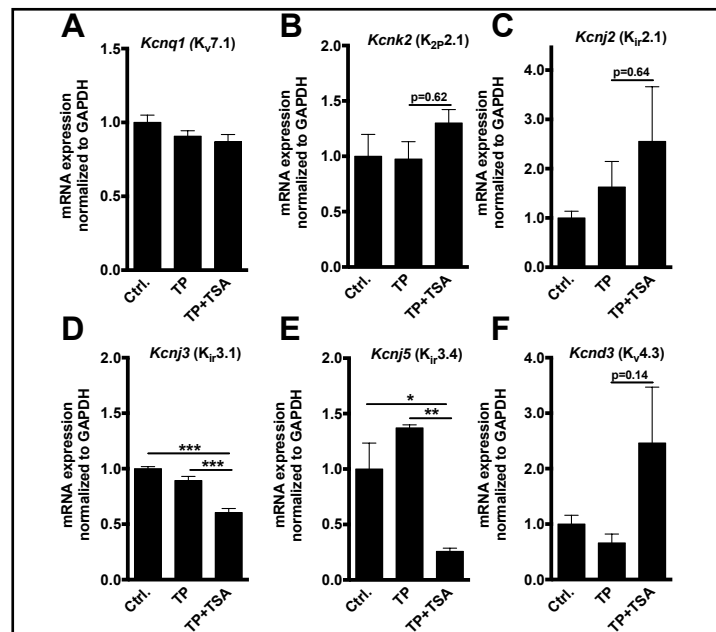 A
Kcnq1 (Kv7.1)
mRNA expression
normalized to GAPDH
1.5
1.0
0.5
0.0
Ctrl.
TP
TP+TSA
B
Kcnk2 (K2P2.1)
mRNA expression
normalized to GAPDH
2.0
1.5
1.0
0.5
0.0
p=0.62
Ctrl.
TP
TP+TSA
C
Kcnj2 (Kir2.1)
mRNA expression
normalized to GAPDH
4.0
3.0
2.0
1.0
0.0
p=0.64
Ctrl.
TP
TP+TSA
D
Kcnj3 (Kir3.1)
mRNA expression
normalized to GAPDH
2.0
1.5
1.0
0.5
0.0
***
***
Ctrl.
TP
TP+TSA
E
Kcnj5 (Kir3.4)
mRNA expression
normalized to GAPDH
2.0
1.5
1.0
0.5
0.0
*
**
Ctrl.
TP
TP+TSA
F
Kcnd3 (Kv4.3)
mRNA expression
normalized to GAPDH
4.0
3.0
2.0
1.0
0.0
p=0.14
Ctrl.
TP
TP+TSA